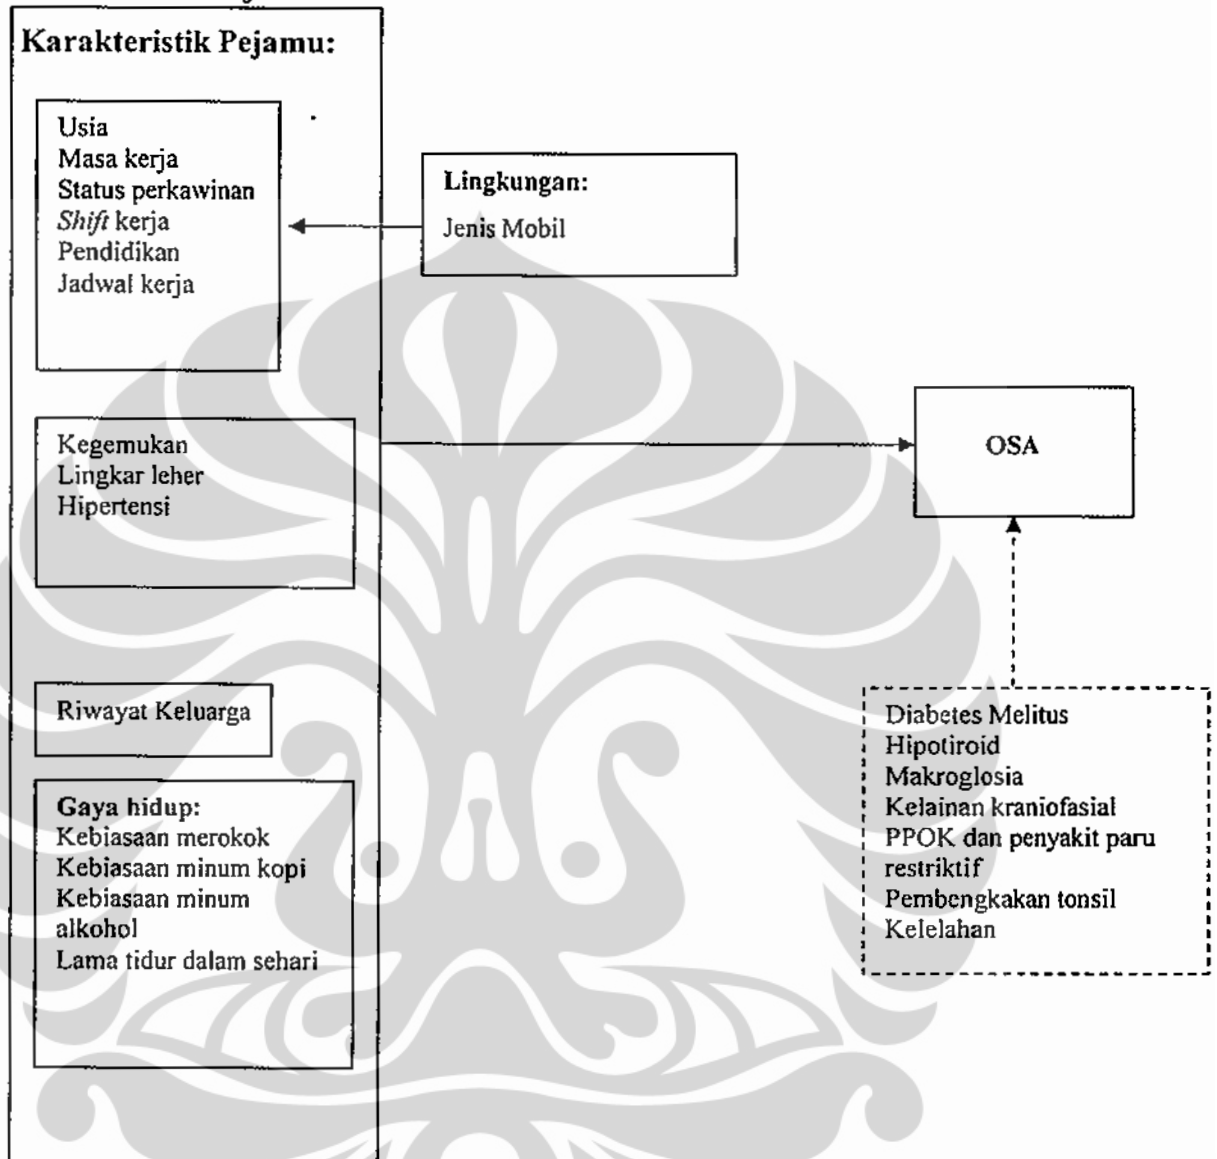 Karakteristik Pejamu:
Usia
Masa kerja
Status perkawinan
Shift kerja
Pendidikan
Jadwal kerja
Lingkungan:
Jenis Mobil
Kegemukan
Lingkar leher
Hipertensi
OSA
Riwayat Keluarga
Gaya hidup:
Kebiasaan merokok
Kebiasaan minum kopi
Kebiasaan minum
alkohol
Lama tidur dalam sehari
Diabetes Melitus
Hipotiroid
Makroglosia
Kelainan kraniofasial
PPOK dan penyakit paru
restriktif
Pembengkakan tonsil
Kelelahan